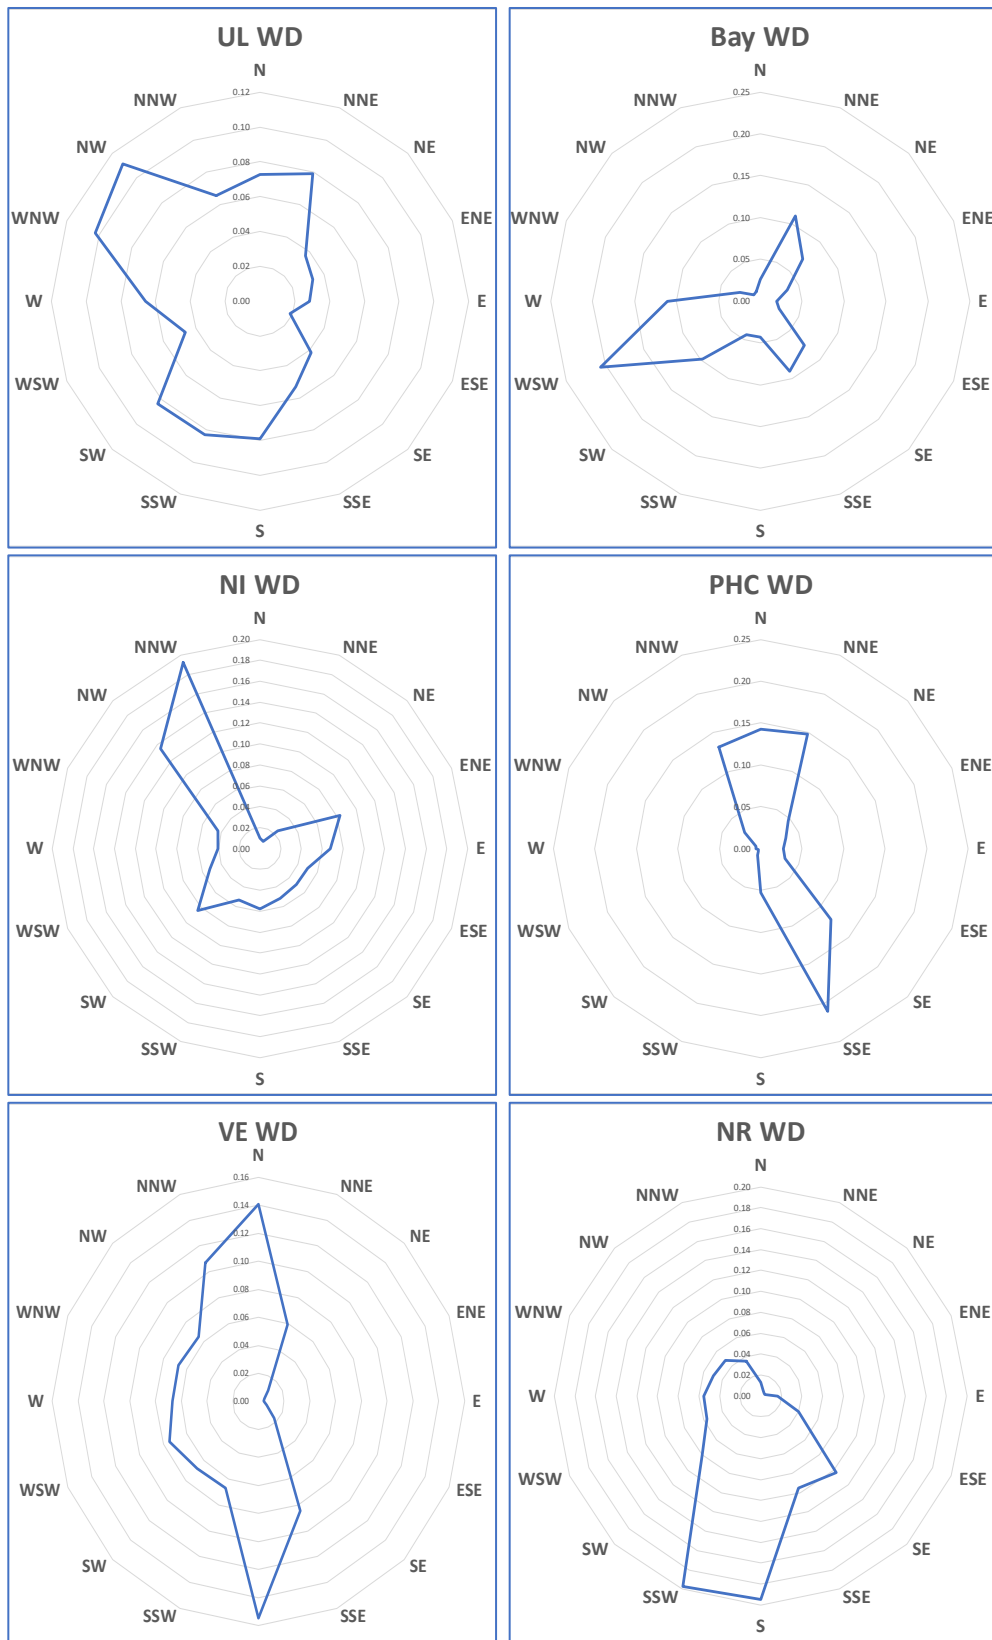 UL WD
N
NNE
NE
ENE
E
ESE
SE
SSE
S
SSW
SW
WSW
W
WNW
NW
NNW
0.12
0.10
0.08
0.06
0.04
0.02
0.00
Bay WD
N
NNE
NE
ENE
E
ESE
SE
SSE
S
SSW
SW
WSW
W
WNW
NW
NNW
0.25
0.20
0.15
0.10
0.05
0.00
NI WD
N
NNE
NE
ENE
E
ESE
SE
SSE
S
SSW
SW
WSW
W
WNW
NW
NNW
0.20
0.18
0.16
0.14
0.12
0.10
0.08
0.06
0.04
0.02
0.00
PHC WD
N
NNE
NE
ENE
E
ESE
SE
SSE
S
SSW
SW
WSW
W
WNW
NW
NNW
0.25
0.20
0.15
0.10
0.05
0.00
VE WD
N
NNE
NE
ENE
E
ESE
SE
SSE
SSW
SW
WSW
W
WNW
NW
NNW
0.16
0.14
0.12
0.10
0.08
0.06
0.04
0.02
0.00
NR WD
N
NNE
NE
ENE
E
ESE
SE
SSE
S
SSW
SW
WSW
W
WNW
NW
NNW
0.20
0.18
0.16
0.14
0.12
0.10
0.08
0.06
0.04
0.02
0.00